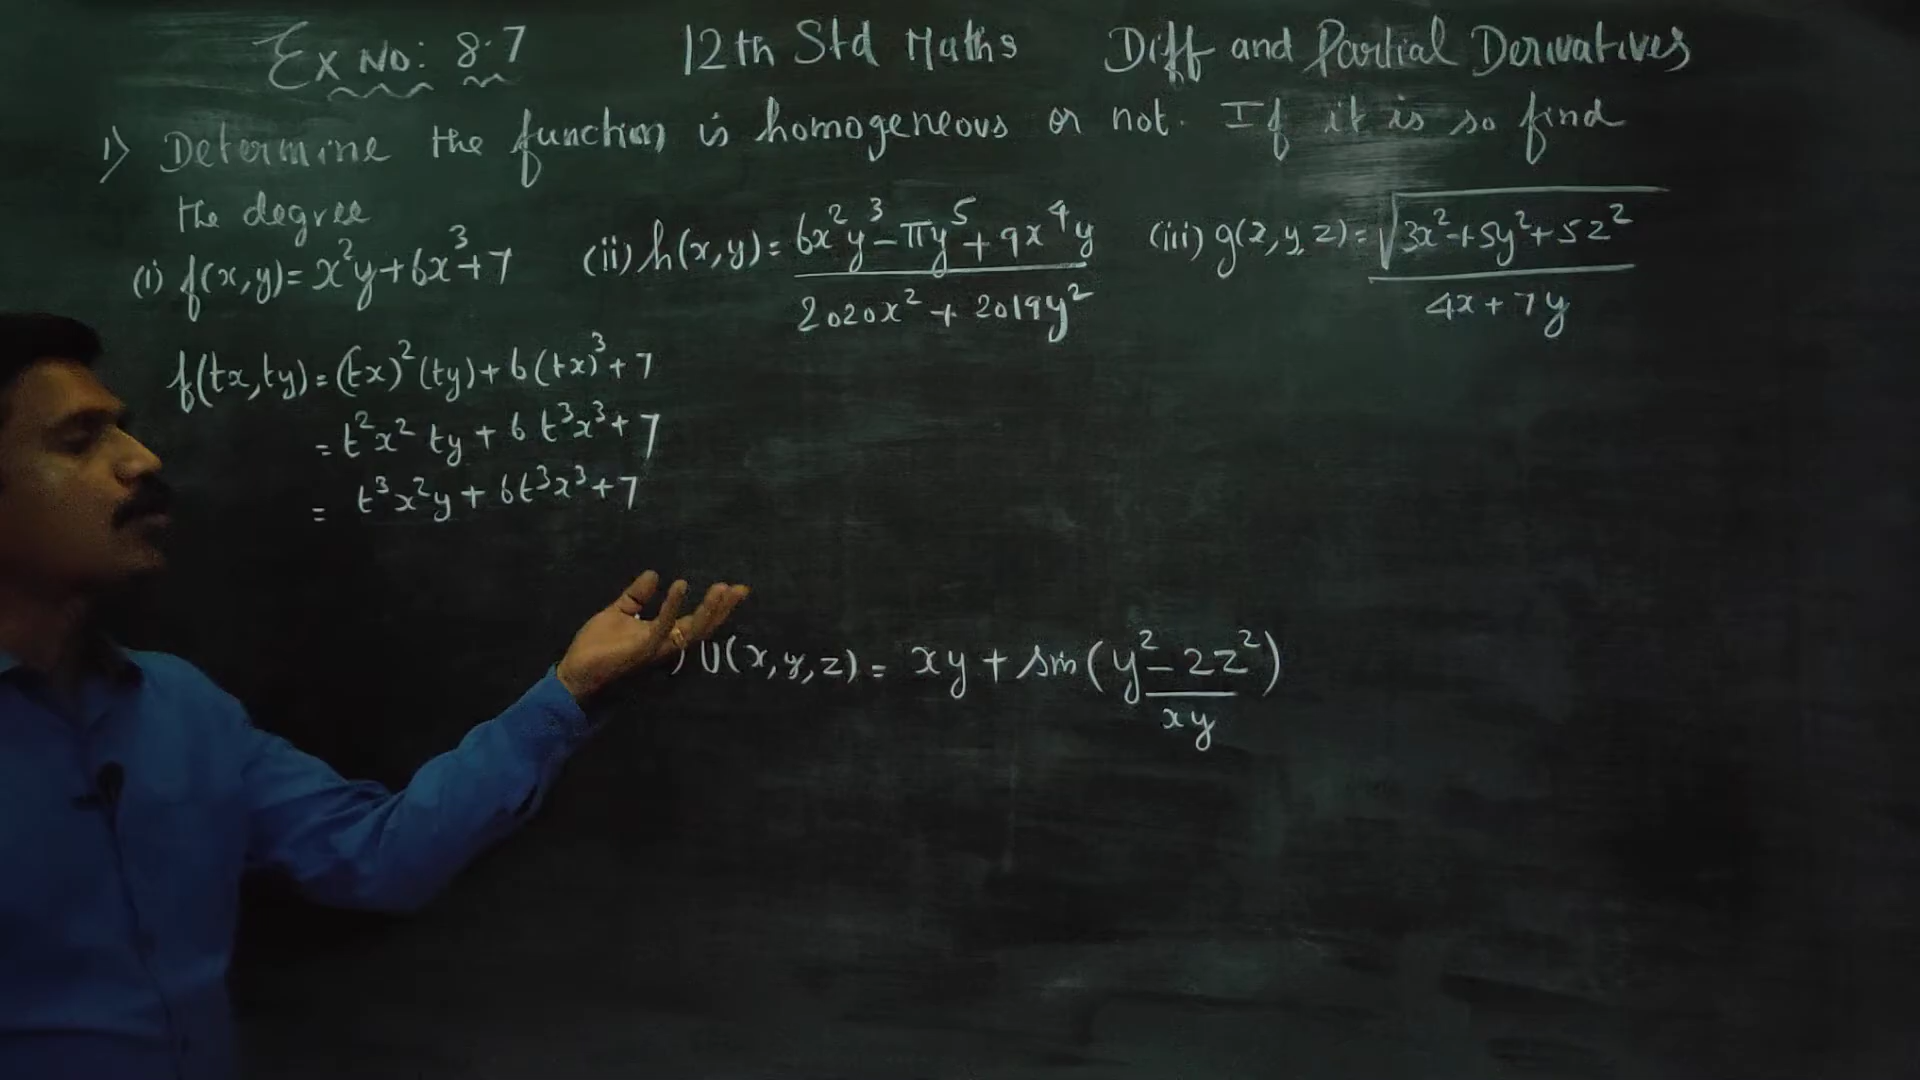 Ex No: 8.7 12th Std Maths Diff and Partial Derivatives
1) Determine the function is homogeneous or not. If it is so find
the degree
(i) f(x,y)= x²y+6x³+7 (ii) h(x,y)= (6x²y³-πy⁵+9x⁴y)/(2020x²+2019y²) (iii) g(x,y,z)= √(3x²+5y²+5z²)/(4x+7y)
f(tx,ty)=(tx)²(ty)+6(tx)³+7
= t²x² ty + 6 t³x³+7
= t³x²y + 6t³x³+7
) U(x,y,z)= xy + sin((y²-2z²)/xy)